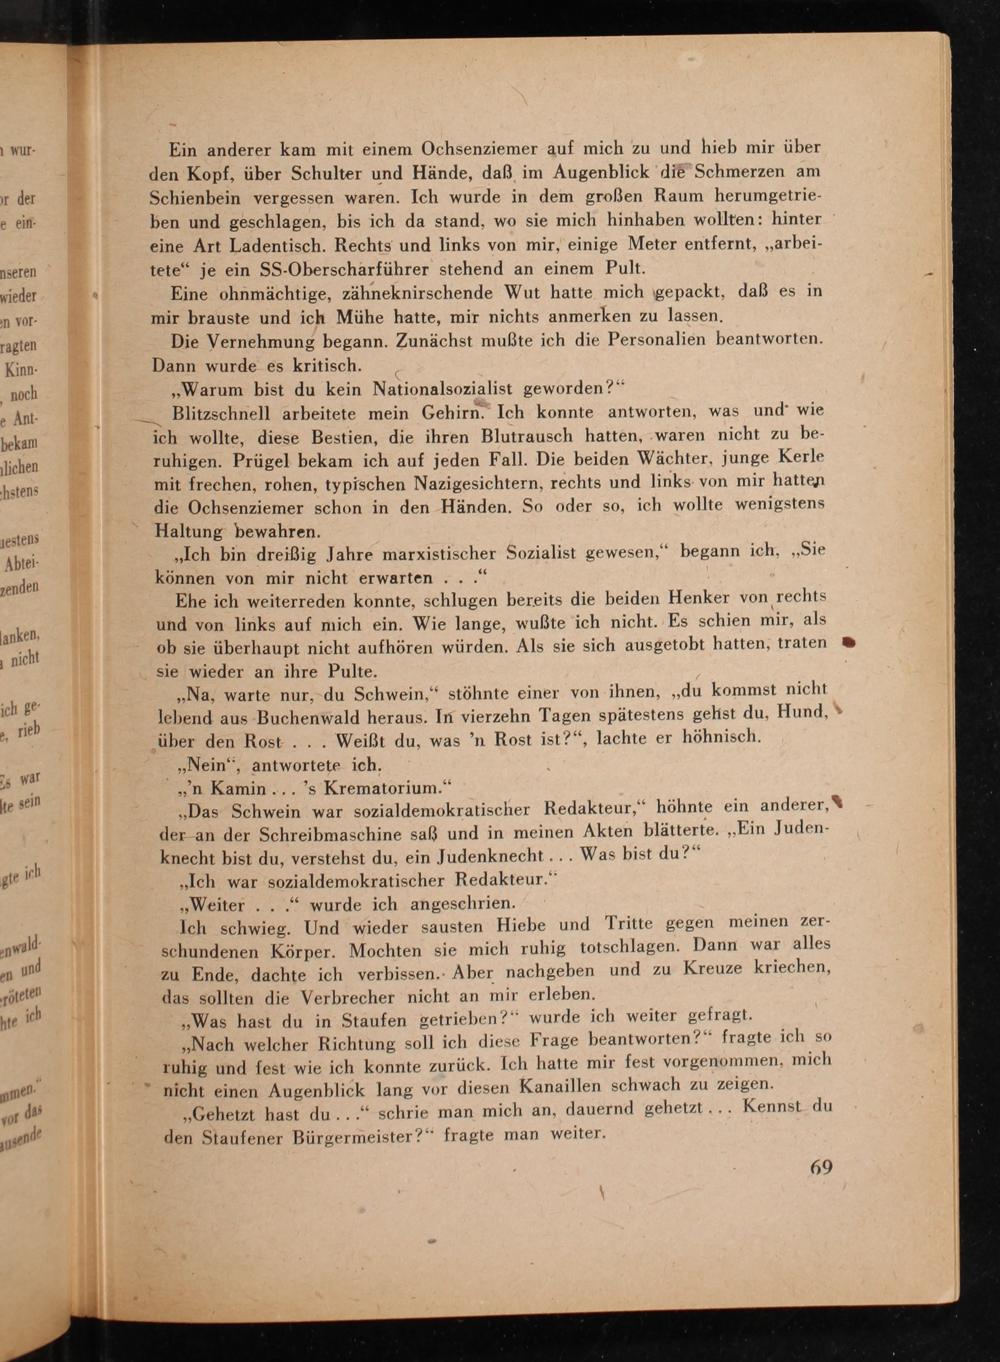 Ein anderer kam mit einem Ochsenziemer auf mich zu und hieb mir über
den Kopf, über Schulter und Hände, daß im Augenblick die Schmerzen am
Schienbein vergessen waren. Ich wurde in dem großen Raum herumgetrie-
ben und geschlagen, bis ich da stand, wo sie mich hinhaben wollten: hinter
eine Art Ladentisch. Rechts und links von mir, einige Meter entfernt, „arbei-
tete“ je ein SS-Oberscharführer stehend an einem Pult.
Eine ohnmächtige, zähneknirschende Wut hatte mich gepackt, daß es in
mir brauste und ich Mühe hatte, mir nichts anmerken zu lassen.
Die Vernehmung begann. Zunächst mußte ich die Personalien beantworten.
Dann wurde es kritisch.
„Warum bist du kein Nationalsozialist geworden?“
Blitzschnell arbeitete mein Gehirn. Ich konnte antworten, was und wie
ich wollte, diese Bestien, die ihren Blutrausch hatten, waren nicht zu be-
ruhigen. Prügel bekam ich auf jeden Fall. Die beiden Wächter, junge Kerle
mit frechen, rohen, typischen Nazigesichtern, rechts und links von mir hatten
die Ochsenziemer schon in den Händen. So oder so, ich wollte wenigstens
Haltung bewahren.
„Ich bin dreißig Jahre marxistischer Sozialist gewesen,“ begann ich, „Sie
können von mir nicht erwarten . . .“
Ehe ich weiterreden konnte, schlugen bereits die beiden Henker von rechts
und von links auf mich ein. Wie lange, wußte ich nicht. Es schien mir, als
ob sie überhaupt nicht aufhören würden. Als sie sich ausgetobt hatten, traten
sie wieder an ihre Pulte.
„Na, warte nur, du Schwein,“ stöhnte einer von ihnen, „du kommst nicht
lebend aus Buchenwald heraus. In vierzehn Tagen spätestens gehst du, Hund,
über den Rost . . . Weißt du, was ’n Rost ist?“, lachte er höhnisch.
„Nein“, antwortete ich.
„’n Kamin . . . ’s Krematorium.“
„Das Schwein war sozialdemokratischer Redakteur,“ höhnte ein anderer,
der an der Schreibmaschine saß und in meinen Akten blätterte. „Ein Juden-
knecht bist du, verstehst du, ein Judenknecht . . . Was bist du?“
„Ich war sozialdemokratischer Redakteur.“
„Weiter . . .“ wurde ich angeschrien.
Ich schwieg. Und wieder sausten Hiebe und Tritte gegen meinen zer-
schundenen Körper. Mochten sie mich ruhig totschlagen. Dann war alles
zu Ende, dachte ich verbissen. Aber nachgeben und zu Kreuze kriechen,
das sollten die Verbrecher nicht an mir erleben.
„Was hast du in Staufen getrieben?“ wurde ich weiter gefragt.
„Nach welcher Richtung soll ich diese Frage beantworten?“ fragte ich so
ruhig und fest wie ich konnte zurück. Ich hatte mir fest vorgenommen, mich
nicht einen Augenblick lang vor diesen Kanaillen schwach zu zeigen.
„Gehetzt hast du . . .“ schrie man mich an, dauernd gehetzt . . . Kennst du
den Staufener Bürgermeister?“ fragte man weiter.
69